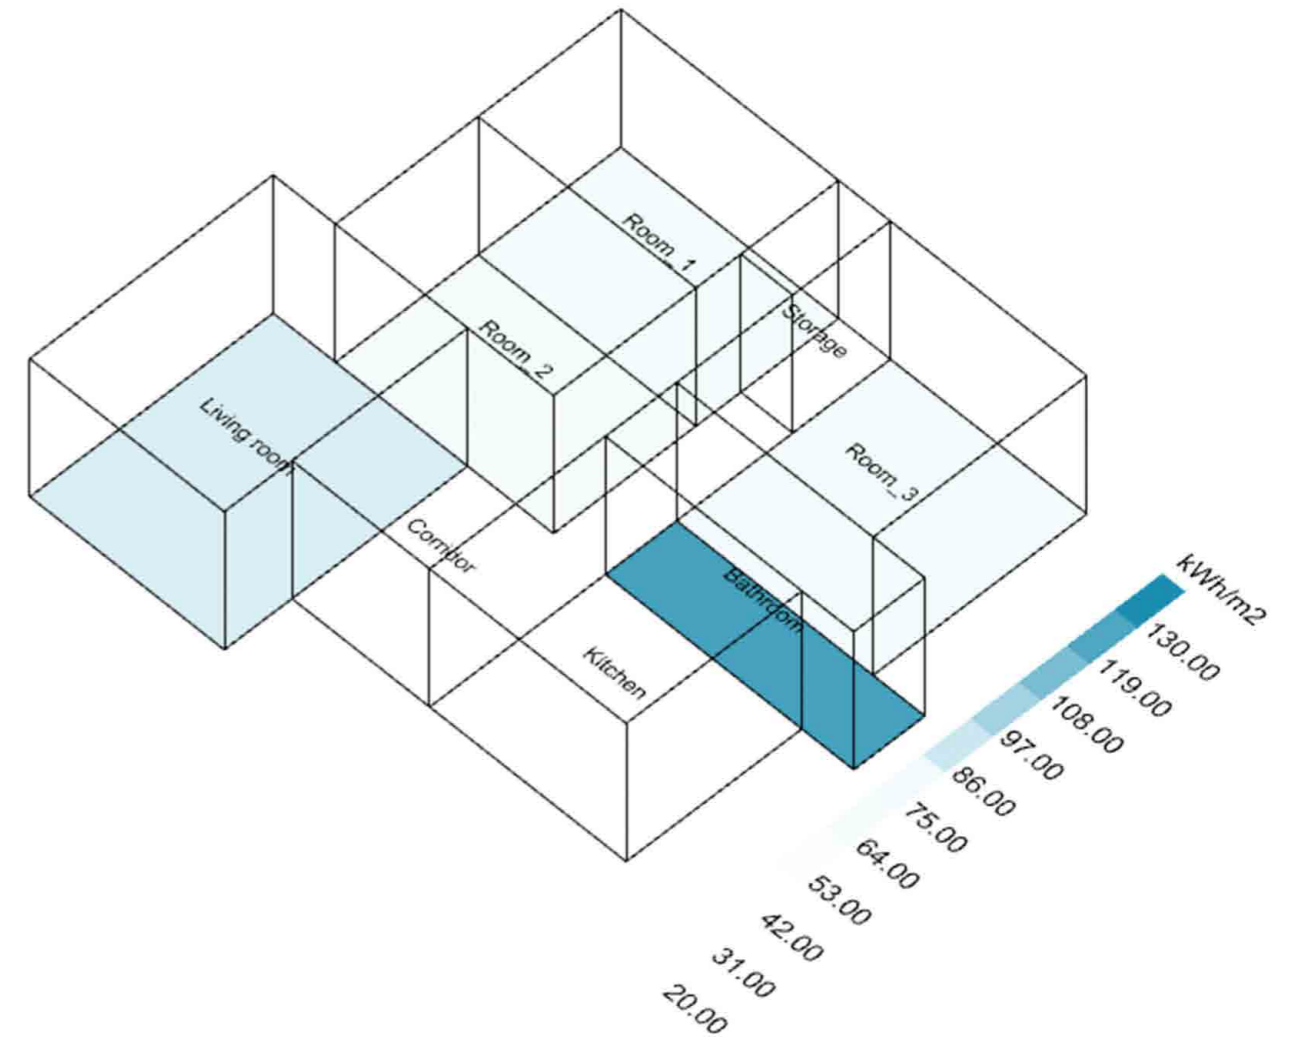 Room_1
Storage
Room_2
Living room
Room_3
Corridor
Bathroom
Kitchen
kWh/m2
130.00
119.00
108.00
97.00
86.00
75.00
64.00
53.00
42.00
31.00
20.00